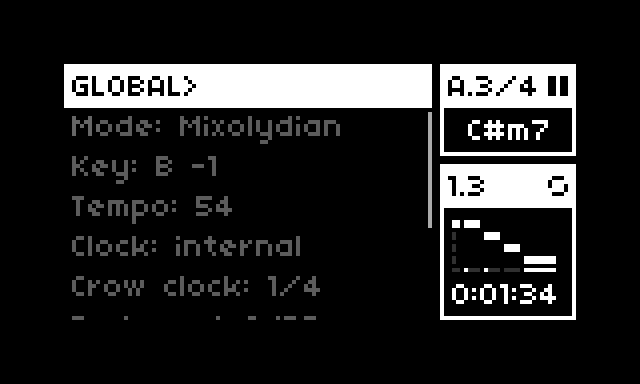 GLOBAL>
Mode: Mixolydian
Key: B -1
Tempo: 54
Clock: internal
Crow clock: 1/4
A.3/4
C#m7
1.3
0:01:34